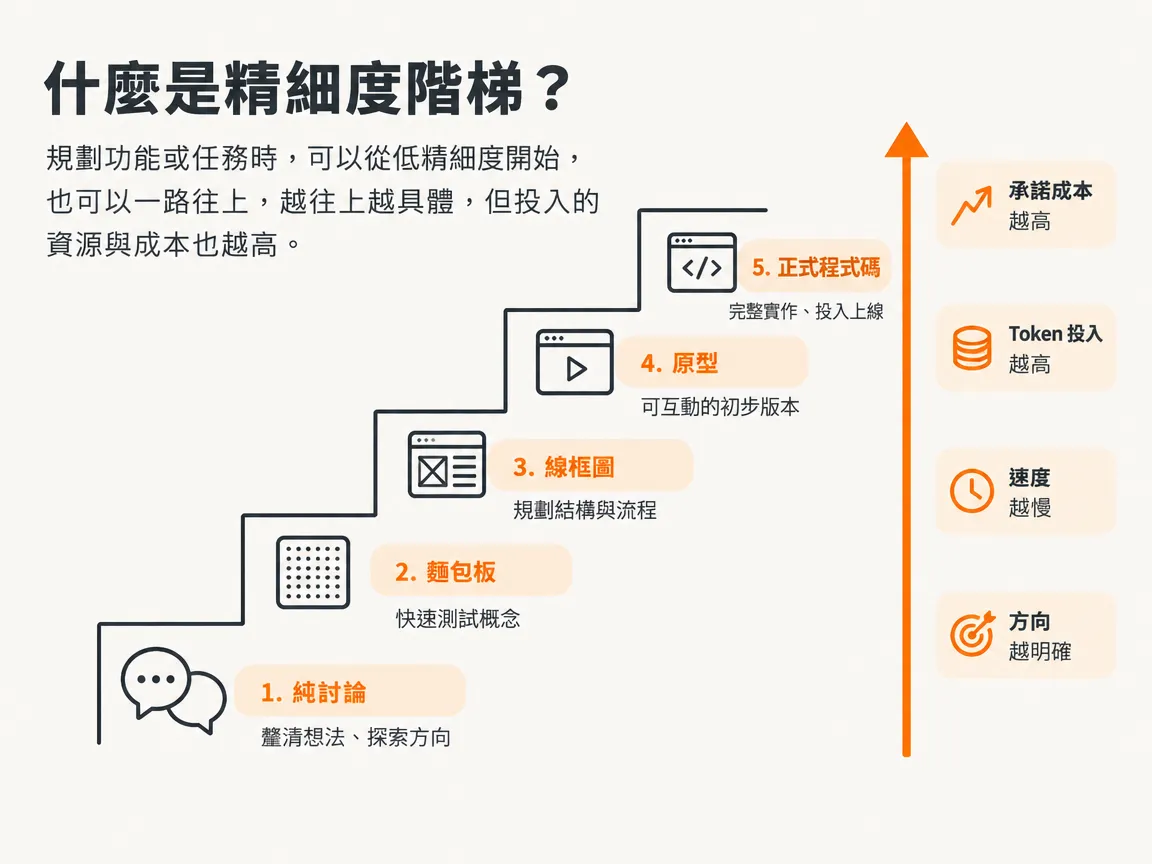 什麼是精細度階梯？
規劃功能或任務時，可以從低精細度開始，
也可以一路往上，越往上越具體，但投入的
資源與成本也越高。
5. 正式程式碼
完整實作、投入上線
4. 原型
可互動的初步版本
3. 線框圖
規劃結構與流程
2. 麵包板
快速測試概念
1. 純討論
釐清想法、探索方向
承諾成本
越高
Token 投入
越高
速度
越慢
方向
越明確